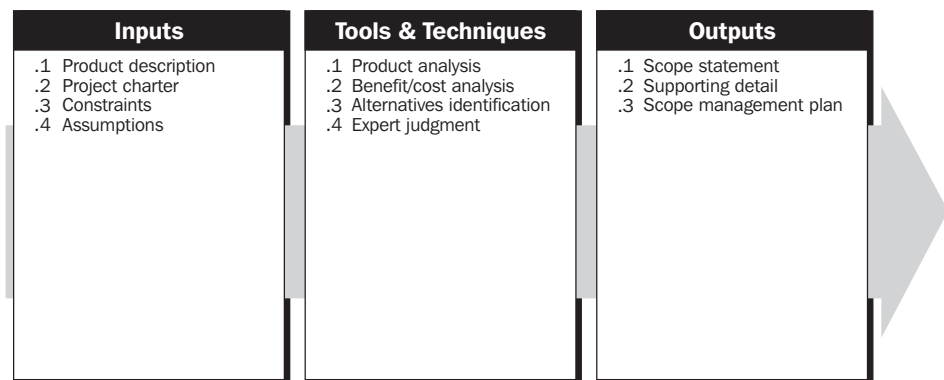 Inputs
.1 Product description
.2 Project charter
.3 Constraints
.4 Assumptions
Tools & Techniques
.1 Product analysis
.2 Benefit/cost analysis
.3 Alternatives identification
.4 Expert judgment
Outputs
.1 Scope statement
.2 Supporting detail
.3 Scope management plan